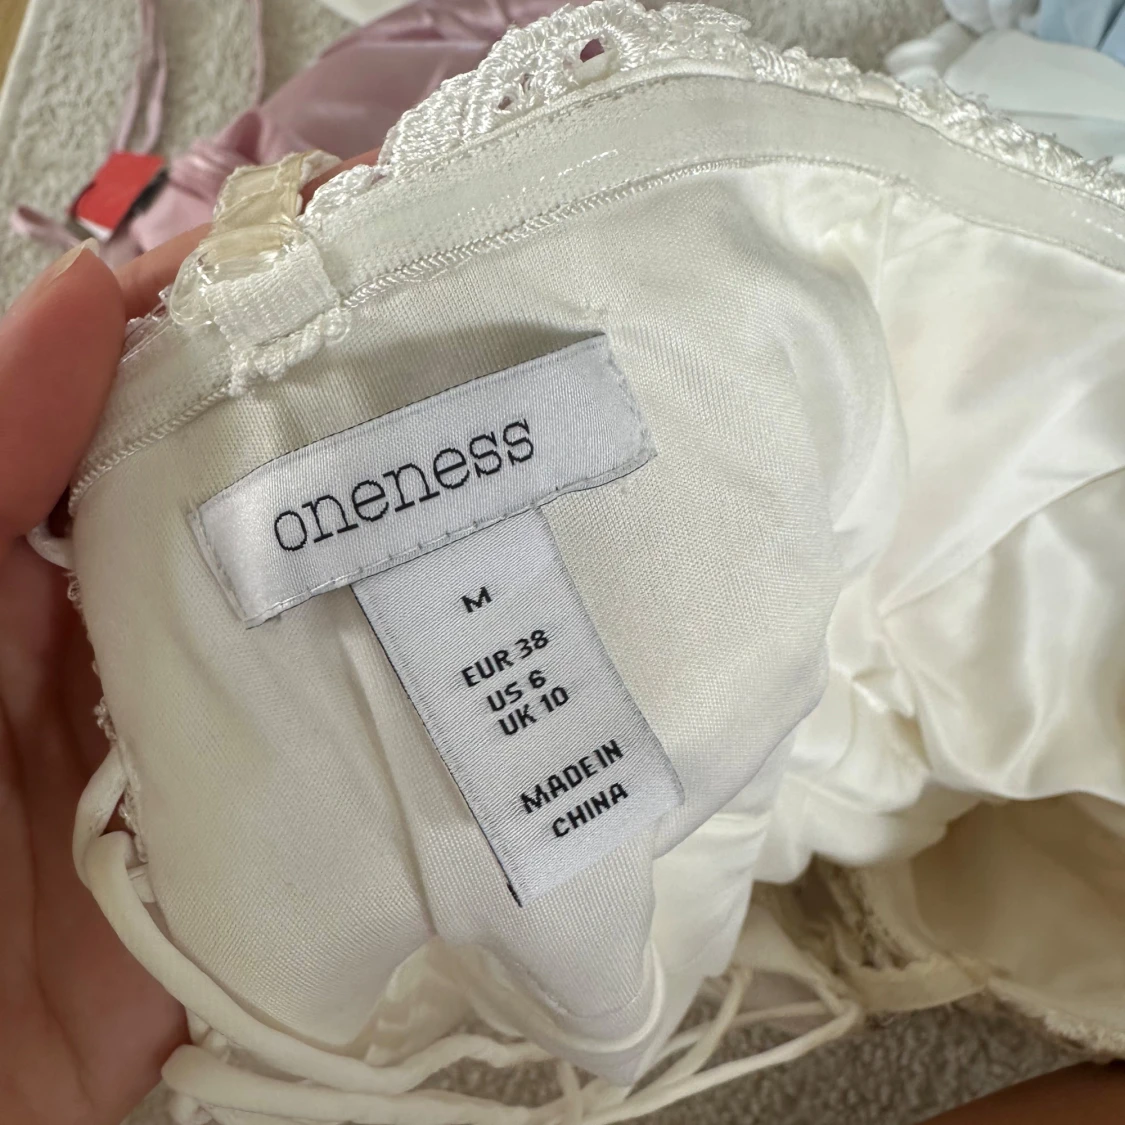 oneness
M
EUR 38
US 6
UK 10
MADE IN
CHINA